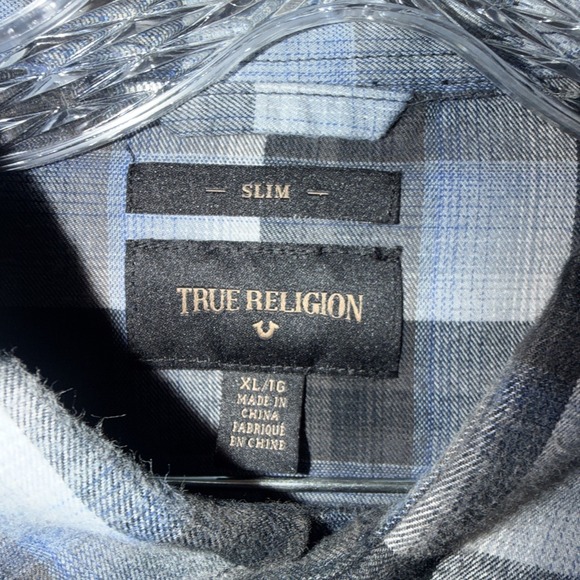 — SLIM —
TRUE RELIGION
XL/TG
MADE IN
CHINA
FABRIQUÉ
EN CHINE